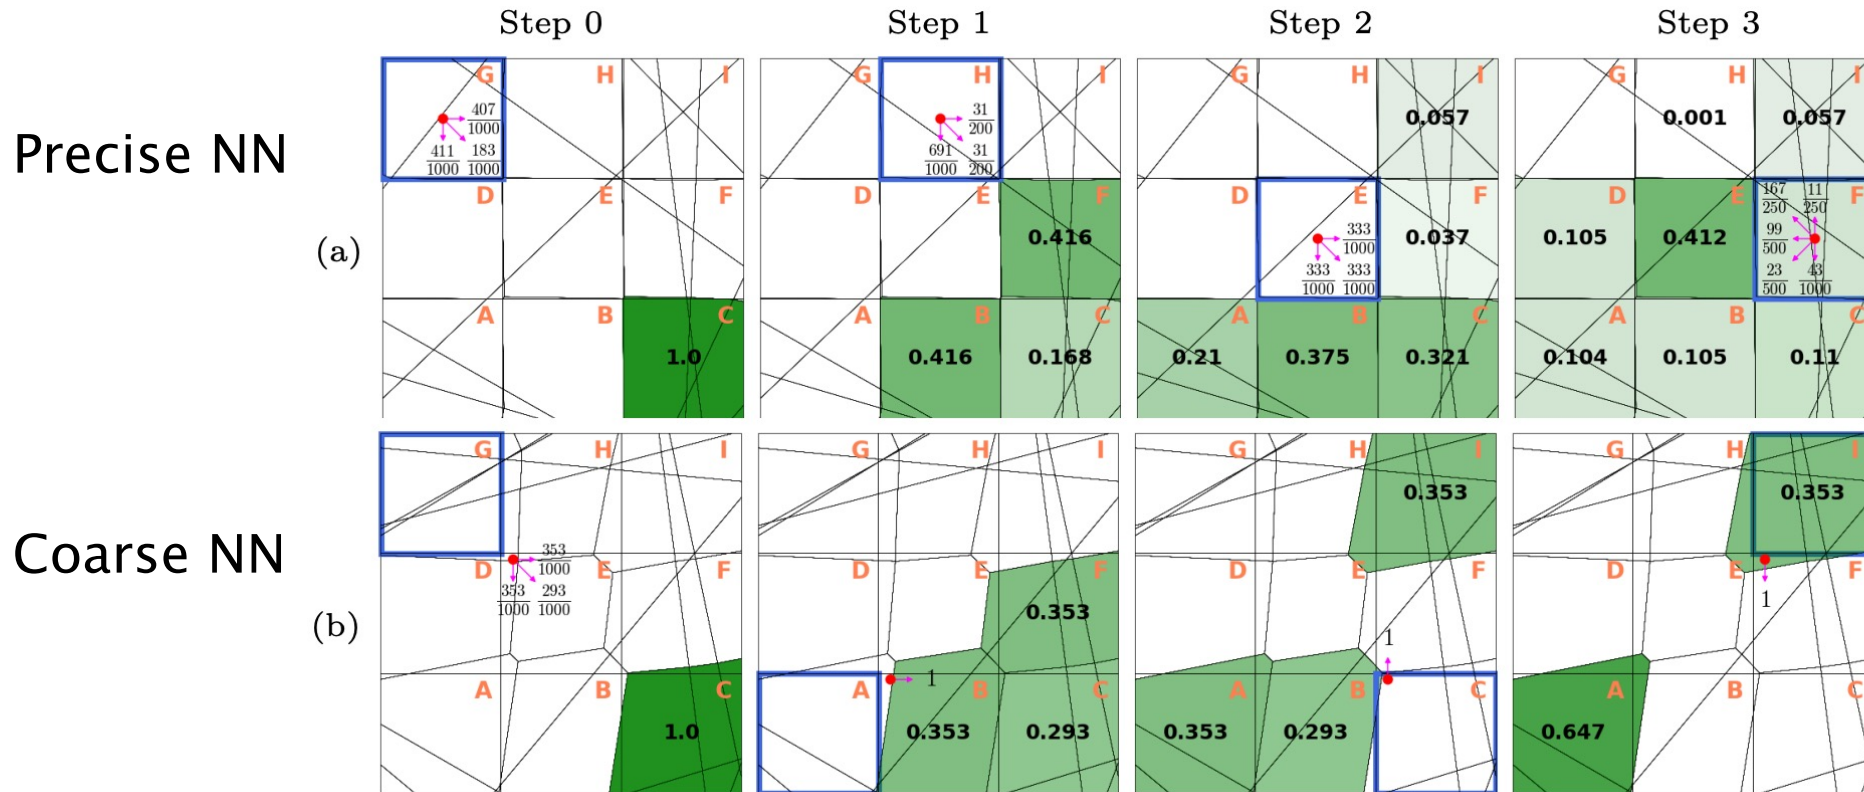 Step 0 Step 1 Step 2 Step 3
Precise NN
(a)
G H I
407/1000
411/1000 183/1000
D E F
A B C
1.0
G H I
31/200
691/1000 31/200
D E F
0.416
A B C
0.416 0.168
G H I
0.057
D E F
333/1000 0.037
333/1000 333/1000
A B C
0.21 0.375 0.321
G H I
0.001 0.057
D E 167/250 11/250 F
0.105 0.412 99/500
23/500 43/1000
A B C
0.104 0.105 0.11
Coarse NN
(b)
G H I
353/1000
D E F
353/1000 293/1000
A B C
1.0
G H I
D E F
0.353
A 1 B C
0.353 0.293
G H I
0.353
D E F
1
A B C
0.353 0.293
G H I
0.353
D E F
1
A B C
0.647